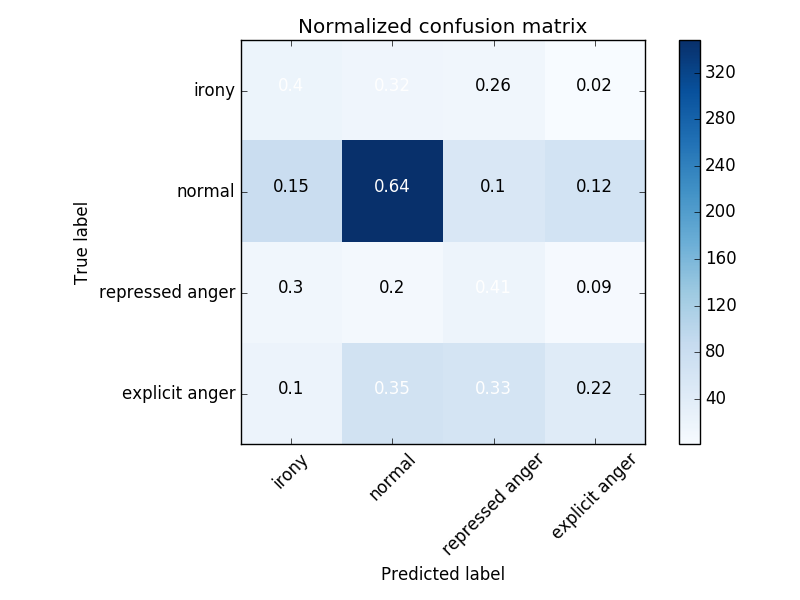 Normalized confusion matrix
irony 0.4 0.32 0.26 0.02
normal 0.15 0.64 0.1 0.12
repressed anger 0.3 0.2 0.41 0.09
explicit anger 0.1 0.35 0.33 0.22
True label
irony normal repressed anger explicit anger
Predicted label
320
280
240
200
160
120
80
40